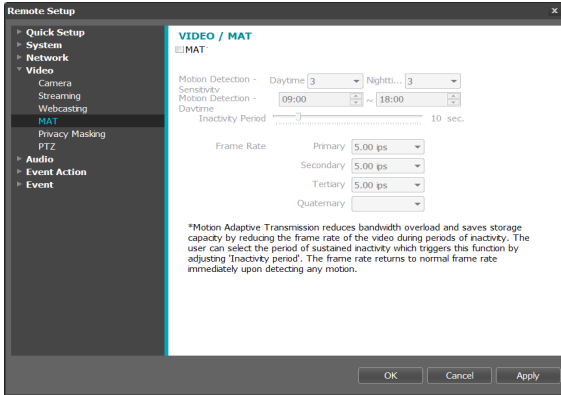 Remote Setup x
Quick Setup
System
Network
Video
Camera
Streaming
Webcasting
MAT
Privacy Masking
PTZ
Audio
Event Action
Event
VIDEO / MAT
MAT*
Motion Detection - Sensitivity Daytime 3 Nightti... 3
Motion Detection - Daytime 09:00 ~ 18:00
Inactivity Period 10 sec.
Frame Rate Primary 5.00 ips
Secondary 5.00 ips
Tertiary 5.00 ips
Quaternary
*Motion Adaptive Transmission reduces bandwidth overload and saves storage
capacity by reducing the frame rate of the video during periods of inactivity. The
user can select the period of sustained inactivity which triggers this function by
adjusting 'Inactivity period'. The frame rate returns to normal frame rate
immediately upon detecting any motion.
OK Cancel Apply